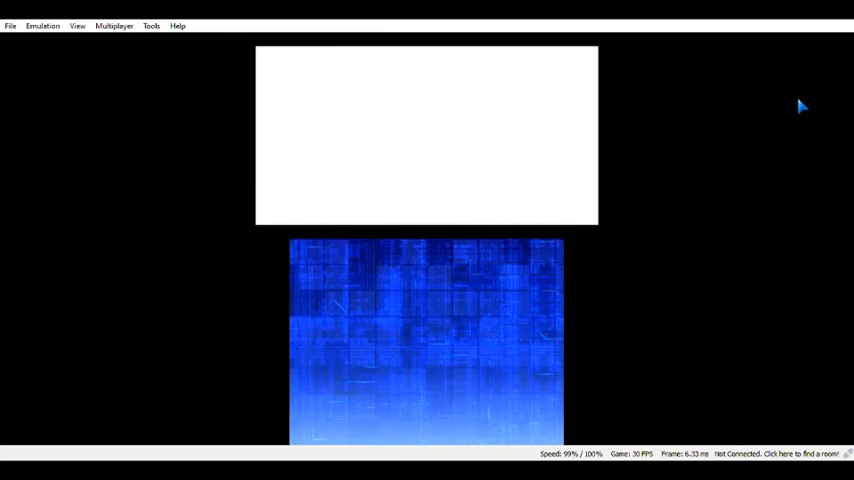 File Emulation View Multiplayer Tools Help
Speed: 99% / 100% Game: 30 FPS Frame: 6.33 ms Not Connected. Click here to find a room!